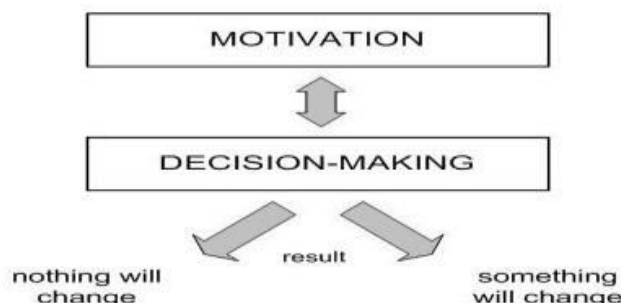 MOTIVATION
DECISION-MAKING
result
nothing will
change
something
will change